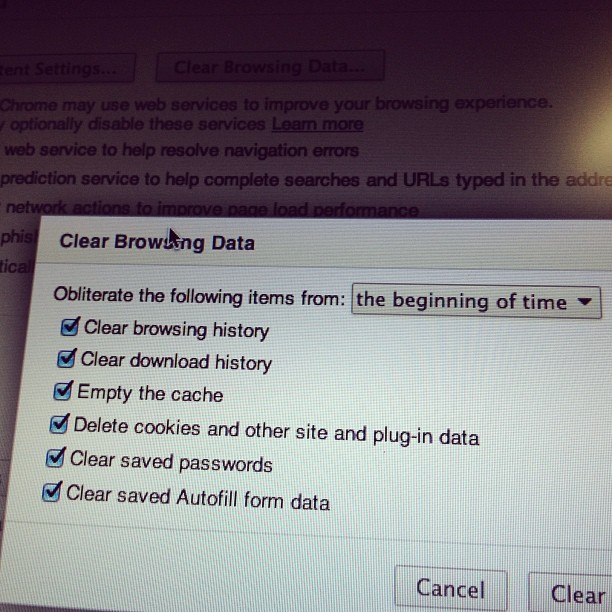 tent Settings...
Clear Browsing Data...
Chrome may use web services to improve your browsing experience.
y optionally disable these services Learn more
web service to help resolve navigation errors
prediction service to help complete searches and URLs typed in the addre
network actions to improve page load performance
phis
tical
Clear Browsing Data
Obliterate the following items from: the beginning of time
Clear browsing history
Clear download history
Empty the cache
Delete cookies and other site and plug-in data
Clear saved passwords
Clear saved Autofill form data
Cancel
Clear